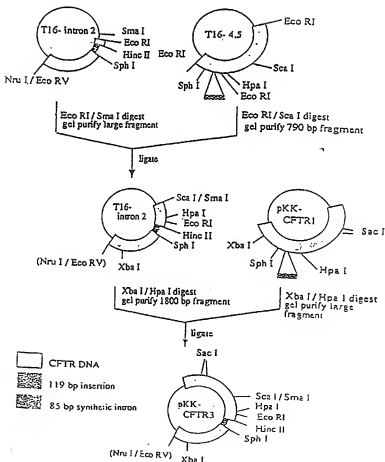 T16-intron 2
Sma I
Eco RI
Hinc II
Sph I
Nru I / Eco RV
T16-4.5
Eco RI
Eco RI
Sca I
Hpa I
Eco RI
Sph I
Eco RI / Sma I digest
gel purify large fragment
Eco RI / Sca I digest
gel purify 790 bp fragment
ligate
T16-
intron 2
Sca I / Sma I
Hpa I
Eco RI
Hinc II
Sph I
(Nru I / Eco RV)
Xba I
pKK-
CFTR1
Sac I
Xba I
Sph I
Hpa I
Xba I / Hpa I digest
gel purify 1800 bp fragment
Xba I / Hpa I digest
gel purify large
fragment
ligate
CFTR DNA
119 bp insertion
85 bp synthetic intron
Sac I
pKK-
CFTR3
Sca I / Sma I
Hpa I
Eco RI
Hinc II
Sph I
(Nru I / Eco RV)
Xba I